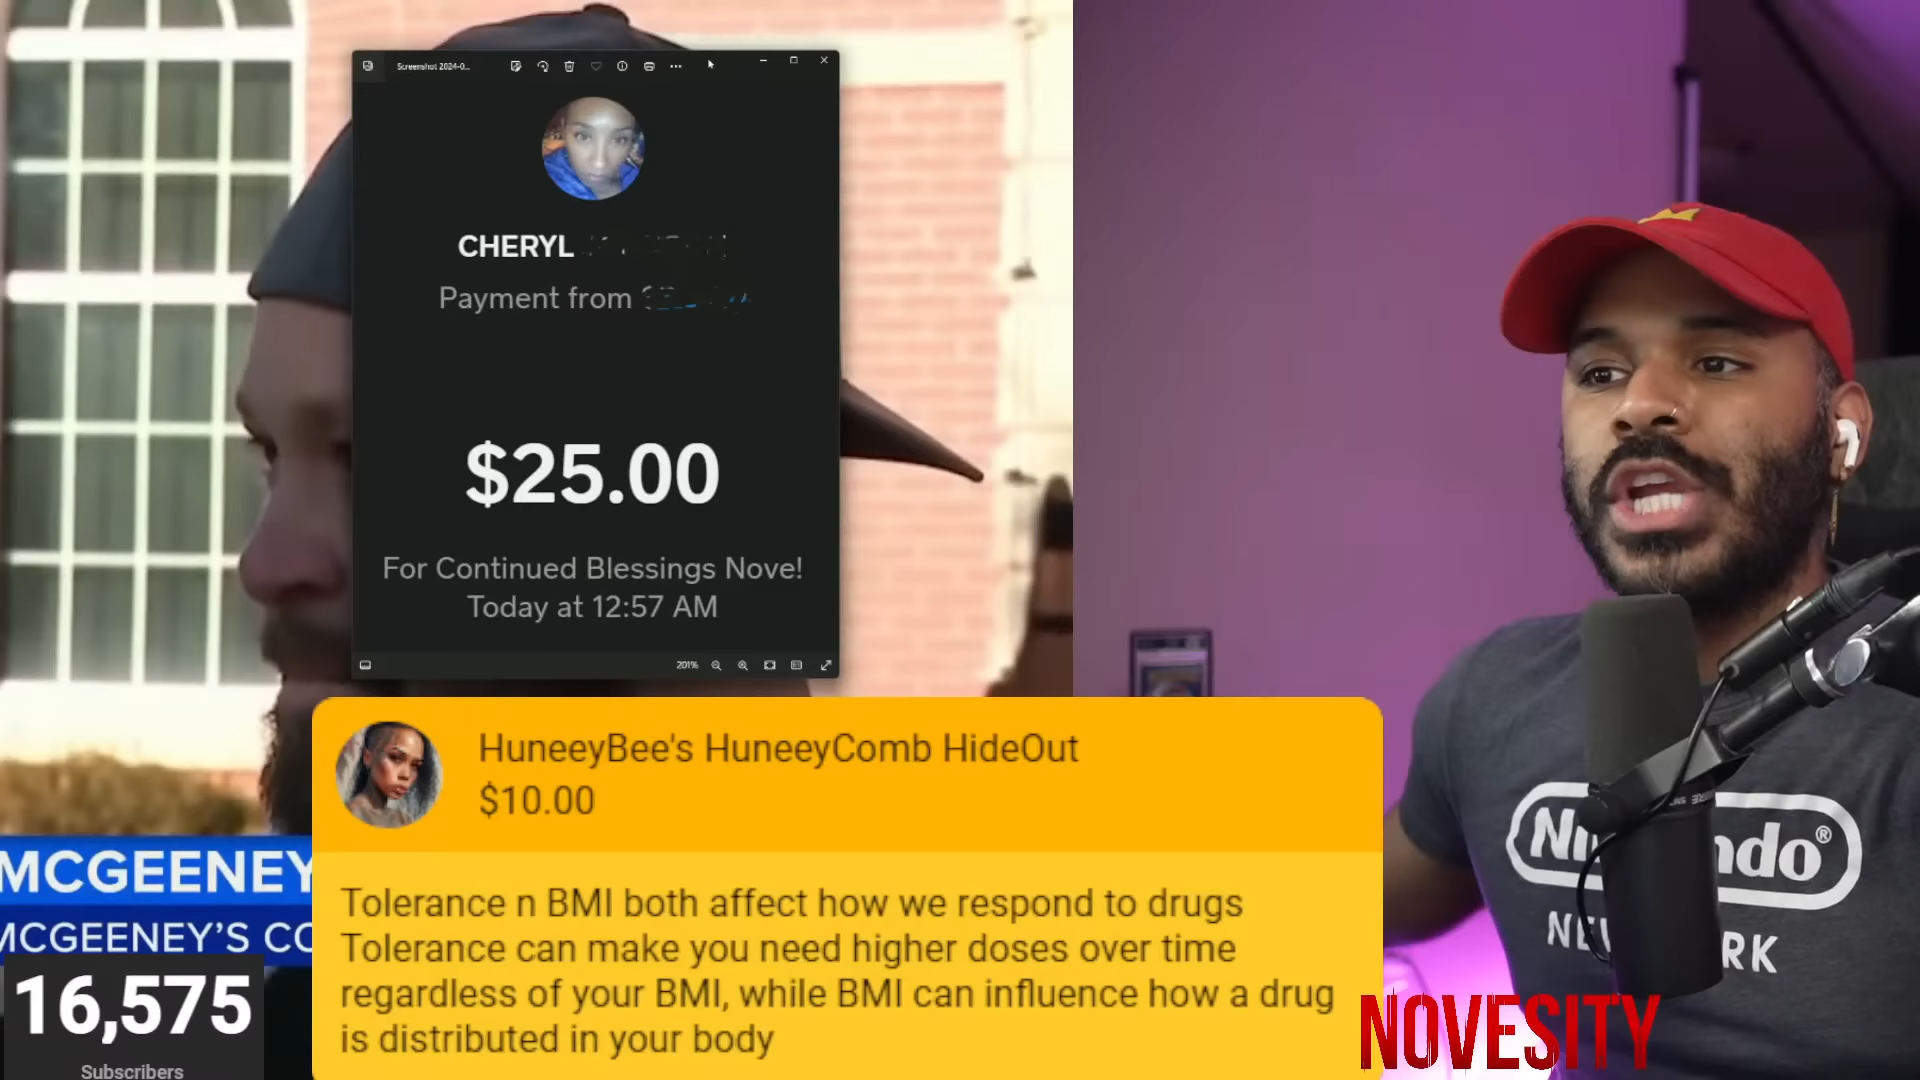 Screenshot 2024-0...
CHERYL
Payment from
$25.00
For Continued Blessings Nove!
Today at 12:57 AM
201%
HuneeyBee's HuneeyComb HideOut
$10.00
Tolerance n BMI both affect how we respond to drugs
Tolerance can make you need higher doses over time
regardless of your BMI, while BMI can influence how a drug
is distributed in your body
MCGEENEY
MCGEENEY'S CO
16,575
Subscribers
Ni ndo®
NE RK
NOVESITY